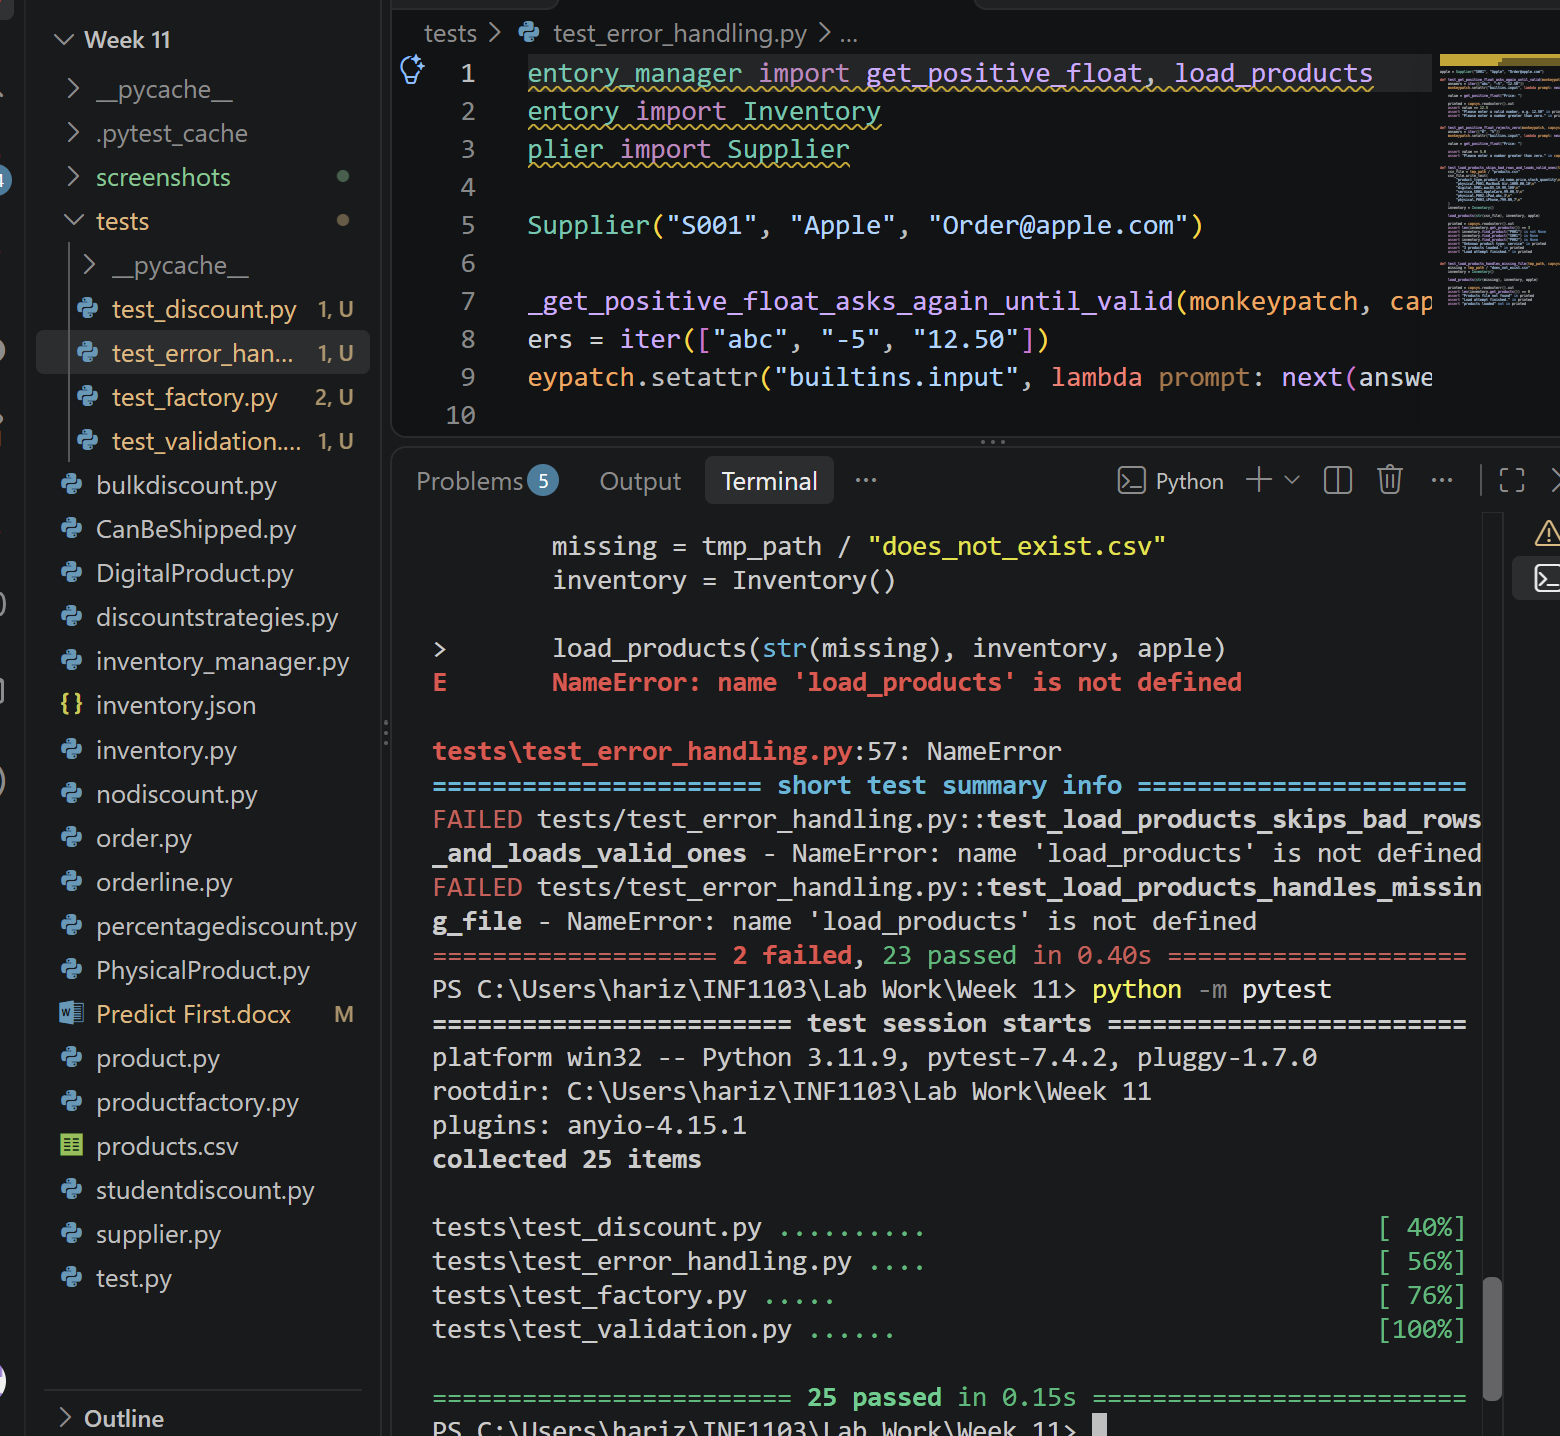 Week 11
__pycache__
.pytest_cache
screenshots
tests
__pycache__
test_discount.py 1, U
test_error_han... 1, U
test_factory.py 2, U
test_validation.... 1, U
bulkdiscount.py
CanBeShipped.py
DigitalProduct.py
discountstrategies.py
inventory_manager.py
{} inventory.json
inventory.py
nodiscount.py
order.py
orderline.py
percentagediscount.py
PhysicalProduct.py
Predict First.docx M
product.py
productfactory.py
products.csv
studentdiscount.py
supplier.py
test.py
Outline
tests > test_error_handling.py > ...
1 entory_manager import get_positive_float, load_products
2 entory import Inventory
3 plier import Supplier
4
5 Supplier("S001", "Apple", "Order@apple.com")
6
7 _get_positive_float_asks_again_until_valid(monkeypatch, cap
8 ers = iter(["abc", "-5", "12.50"])
9 eypatch.setattr("builtins.input", lambda prompt: next(answe
10
Problems 5 Output Terminal ... Python
missing = tmp_path / "does_not_exist.csv"
inventory = Inventory()
> load_products(str(missing), inventory, apple)
E NameError: name 'load_products' is not defined
tests\test_error_handling.py:57: NameError
====================== short test summary info ======================
FAILED tests/test_error_handling.py::test_load_products_skips_bad_rows
_and_loads_valid_ones - NameError: name 'load_products' is not defined
FAILED tests/test_error_handling.py::test_load_products_handles_missin
g_file - NameError: name 'load_products' is not defined
=================== 2 failed, 23 passed in 0.40s ====================
PS C:\Users\hariz\INF1103\Lab Work\Week 11> python -m pytest
======================== test session starts ========================
platform win32 -- Python 3.11.9, pytest-7.4.2, pluggy-1.7.0
rootdir: C:\Users\hariz\INF1103\Lab Work\Week 11
plugins: anyio-4.15.1
collected 25 items
tests\test_discount.py .......... [ 40%]
tests\test_error_handling.py .... [ 56%]
tests\test_factory.py ..... [ 76%]
tests\test_validation.py ...... [100%]
======================== 25 passed in 0.15s =========================
PS C:\Users\hariz\INF1103\Lab Work\Week 11>